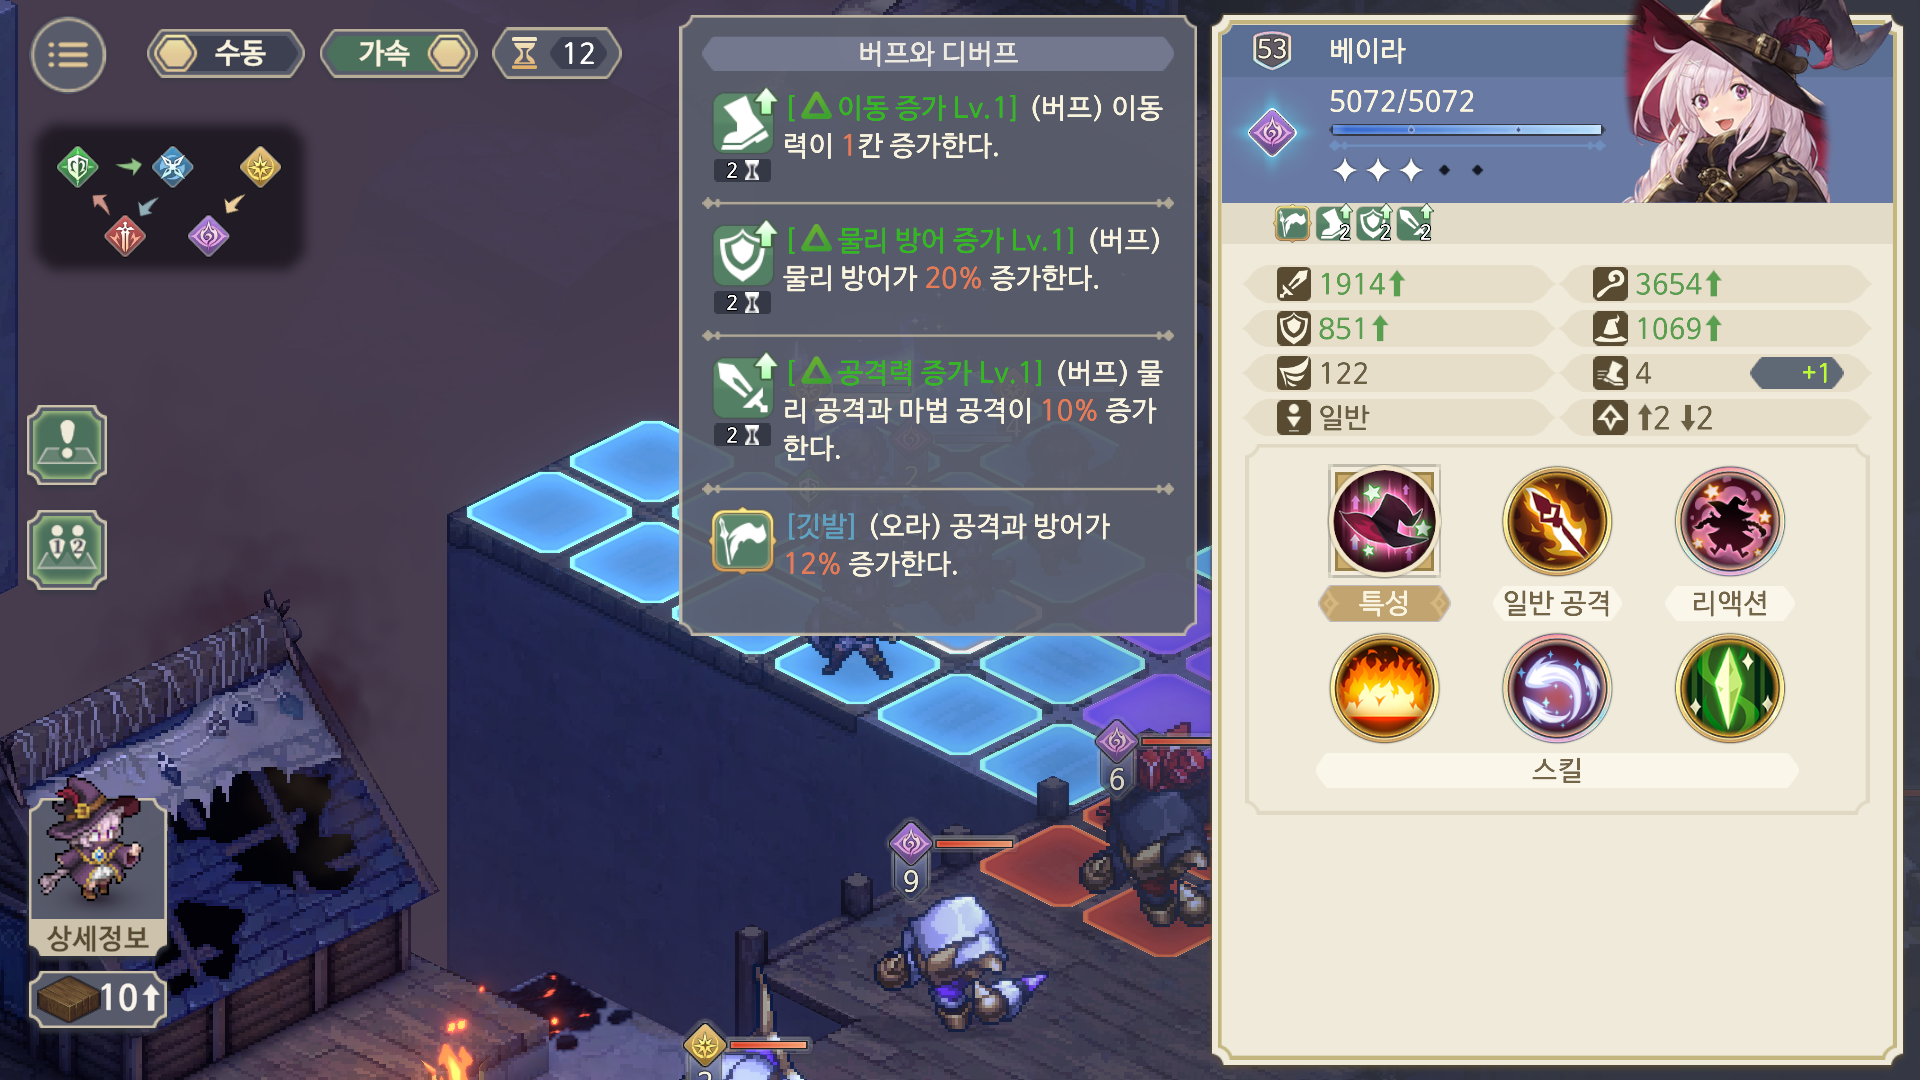 수동
가속
12
버프와 디버프
[△이동 증가 Lv.1] (버프) 이동
력이 1칸 증가한다.
2
[△물리 방어 증가 Lv.1] (버프)
물리 방어가 20% 증가한다.
2
[△공격력 증가 Lv.1] (버프) 물
리 공격과 마법 공격이 10% 증가
한다.
2
[깃발] (오라) 공격과 방어가
12% 증가한다.
53
베이라
5072/5072
2 2 2
1914↑
3654↑
851↑
1069↑
122
4
+1
일반
↑2 ↓2
특성
일반 공격
리액션
스킬
1 2
6
9
상세정보
10↑